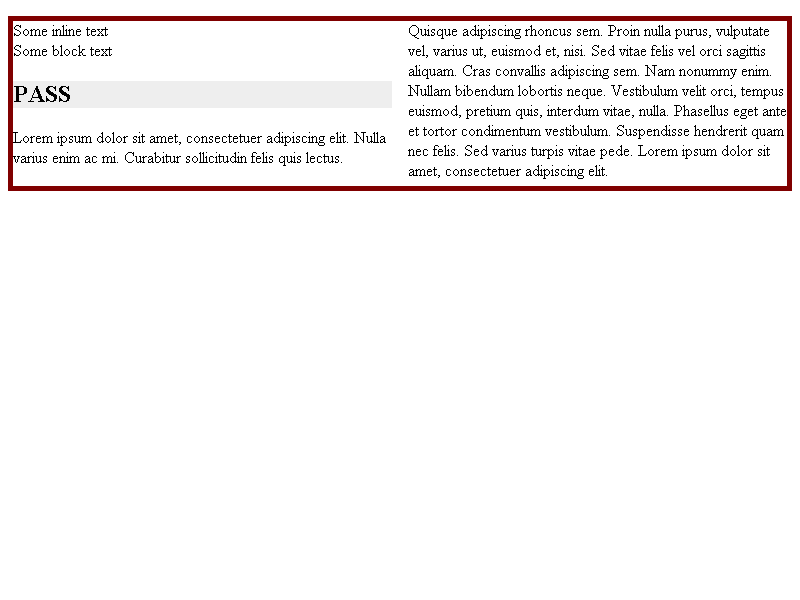 Some inline text
Some block text
PASS
Lorem ipsum dolor sit amet, consectetuer adipiscing elit. Nulla
varius enim ac mi. Curabitur sollicitudin felis quis lectus.
Quisque adipiscing rhoncus sem. Proin nulla purus, vulputate
vel, varius ut, euismod et, nisi. Sed vitae felis vel orci sagittis
aliquam. Cras convallis adipiscing sem. Nam nonummy enim.
Nullam bibendum lobortis neque. Vestibulum velit orci, tempus
euismod, pretium quis, interdum vitae, nulla. Phasellus eget ante
et tortor condimentum vestibulum. Suspendisse hendrerit quam
nec felis. Sed varius turpis vitae pede. Lorem ipsum dolor sit
amet, consectetuer adipiscing elit.